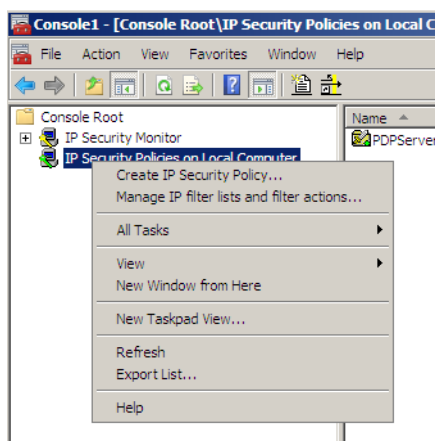 Console1 - [Console Root\IP Security Policies on Local C
File Action View Favorites Window Help
Console Root
Name
IP Security Monitor
PDPServer
IP Security Policies on Local Computer
Create IP Security Policy...
Manage IP filter lists and filter actions...
All Tasks
View
New Window from Here
New Taskpad View...
Refresh
Export List...
Help